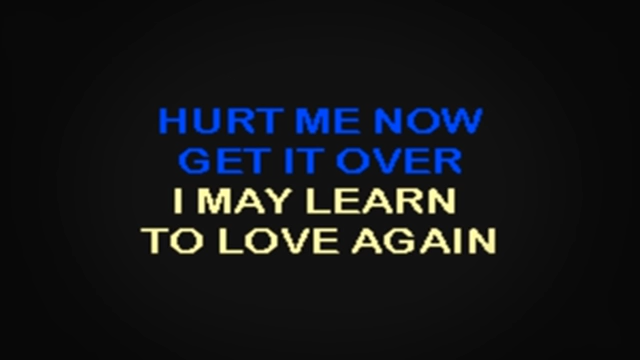 HURT ME NOW
GET IT OVER
I MAY LEARN
TO LOVE AGAIN